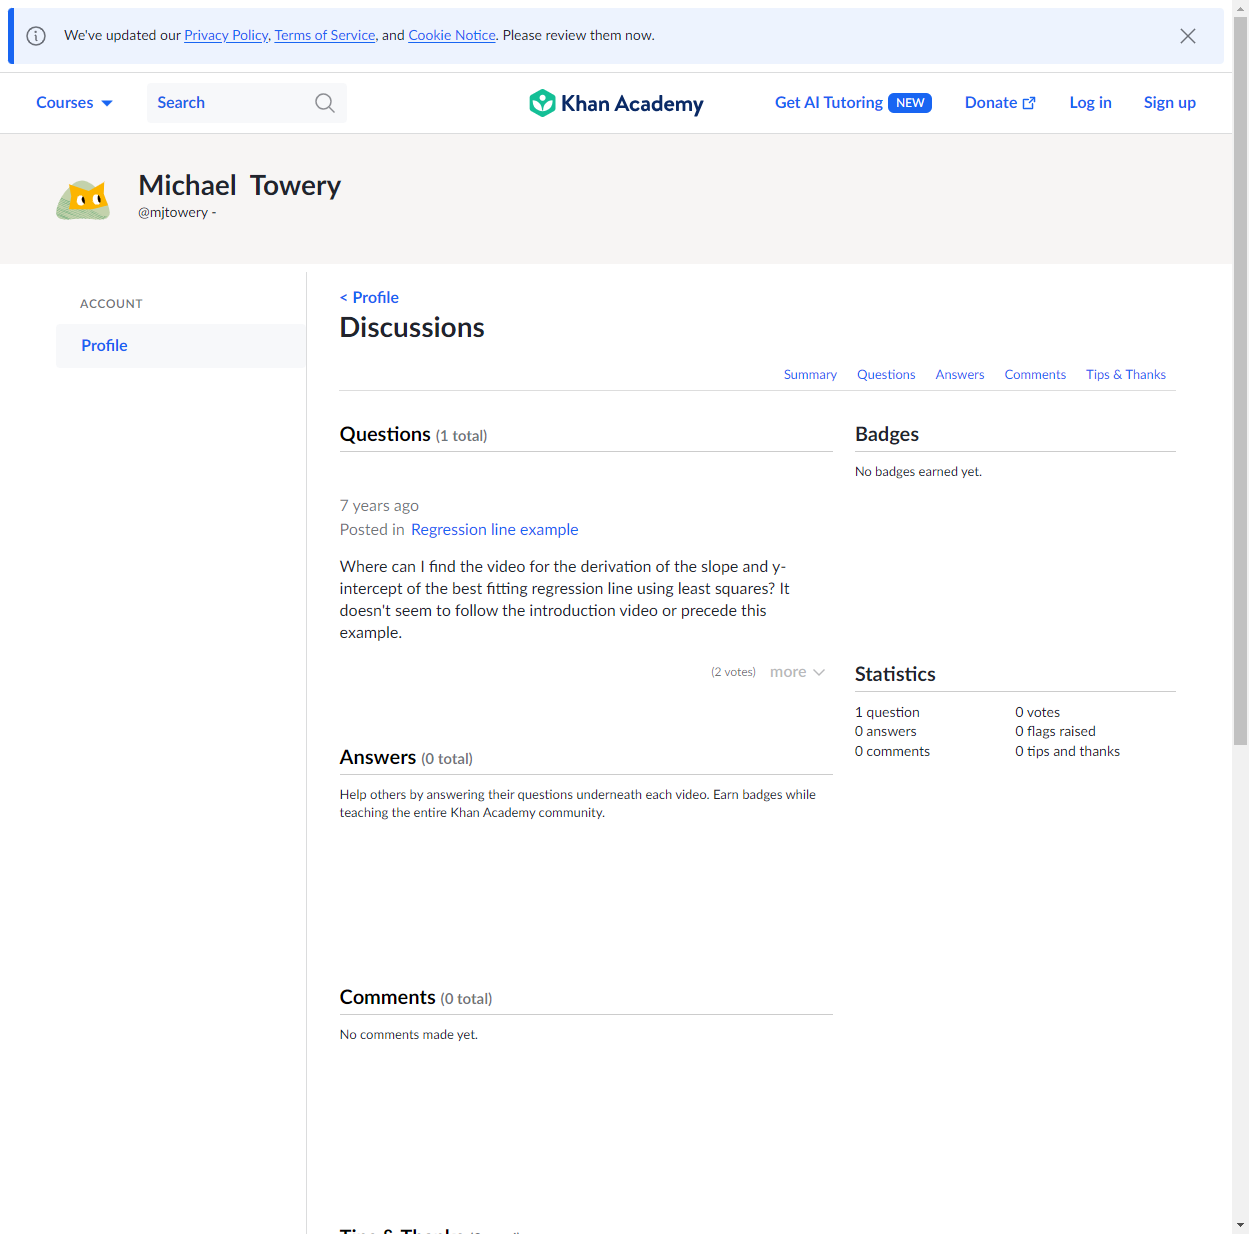 We've updated our Privacy Policy, Terms of Service, and Cookie Notice. Please review them now.
Courses
Search
Khan Academy
Get AI Tutoring NEW
Donate
Log in
Sign up
Michael Towery
@mjtowery -
ACCOUNT
Profile
< Profile
Discussions
Summary
Questions
Answers
Comments
Tips & Thanks
Questions (1 total)
7 years ago
Posted in Regression line example
Where can I find the video for the derivation of the slope and y-
intercept of the best fitting regression line using least squares? It
doesn't seem to follow the introduction video or precede this
example.
(2 votes)
more
Answers (0 total)
Help others by answering their questions underneath each video. Earn badges while
teaching the entire Khan Academy community.
Comments (0 total)
No comments made yet.
Badges
No badges earned yet.
Statistics
1 question
0 votes
0 answers
0 flags raised
0 comments
0 tips and thanks